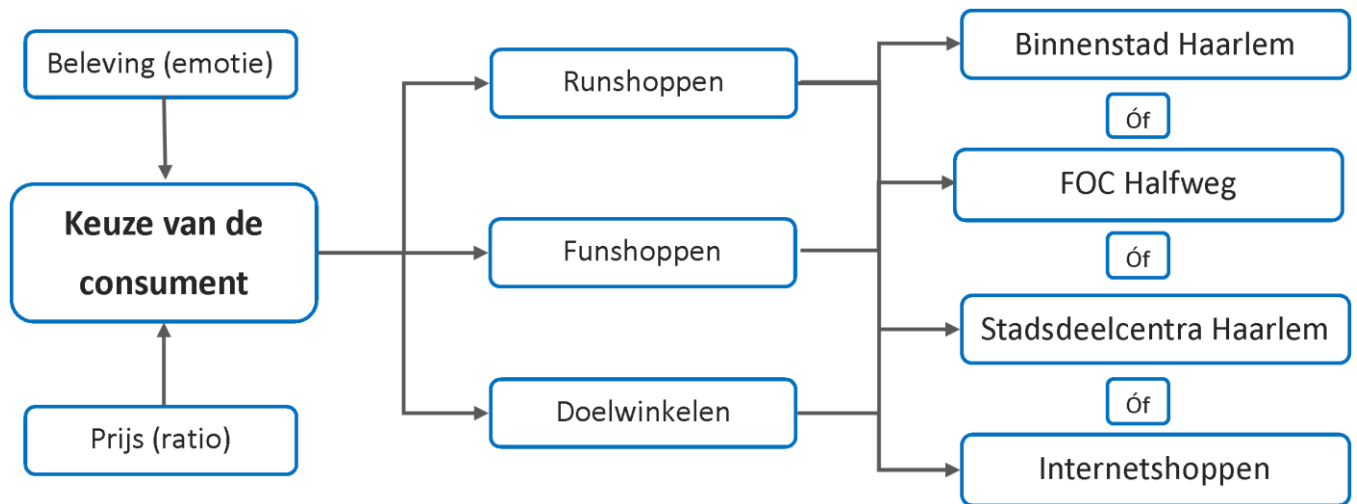 Beleving (emotie)
Keuze van de
consument
Prijs (ratio)
Runshoppen
Funshoppen
Doelwinkelen
Binnenstad Haarlem
Óf
FOC Halfweg
Óf
Stadsdeelcentra Haarlem
Óf
Internetshoppen